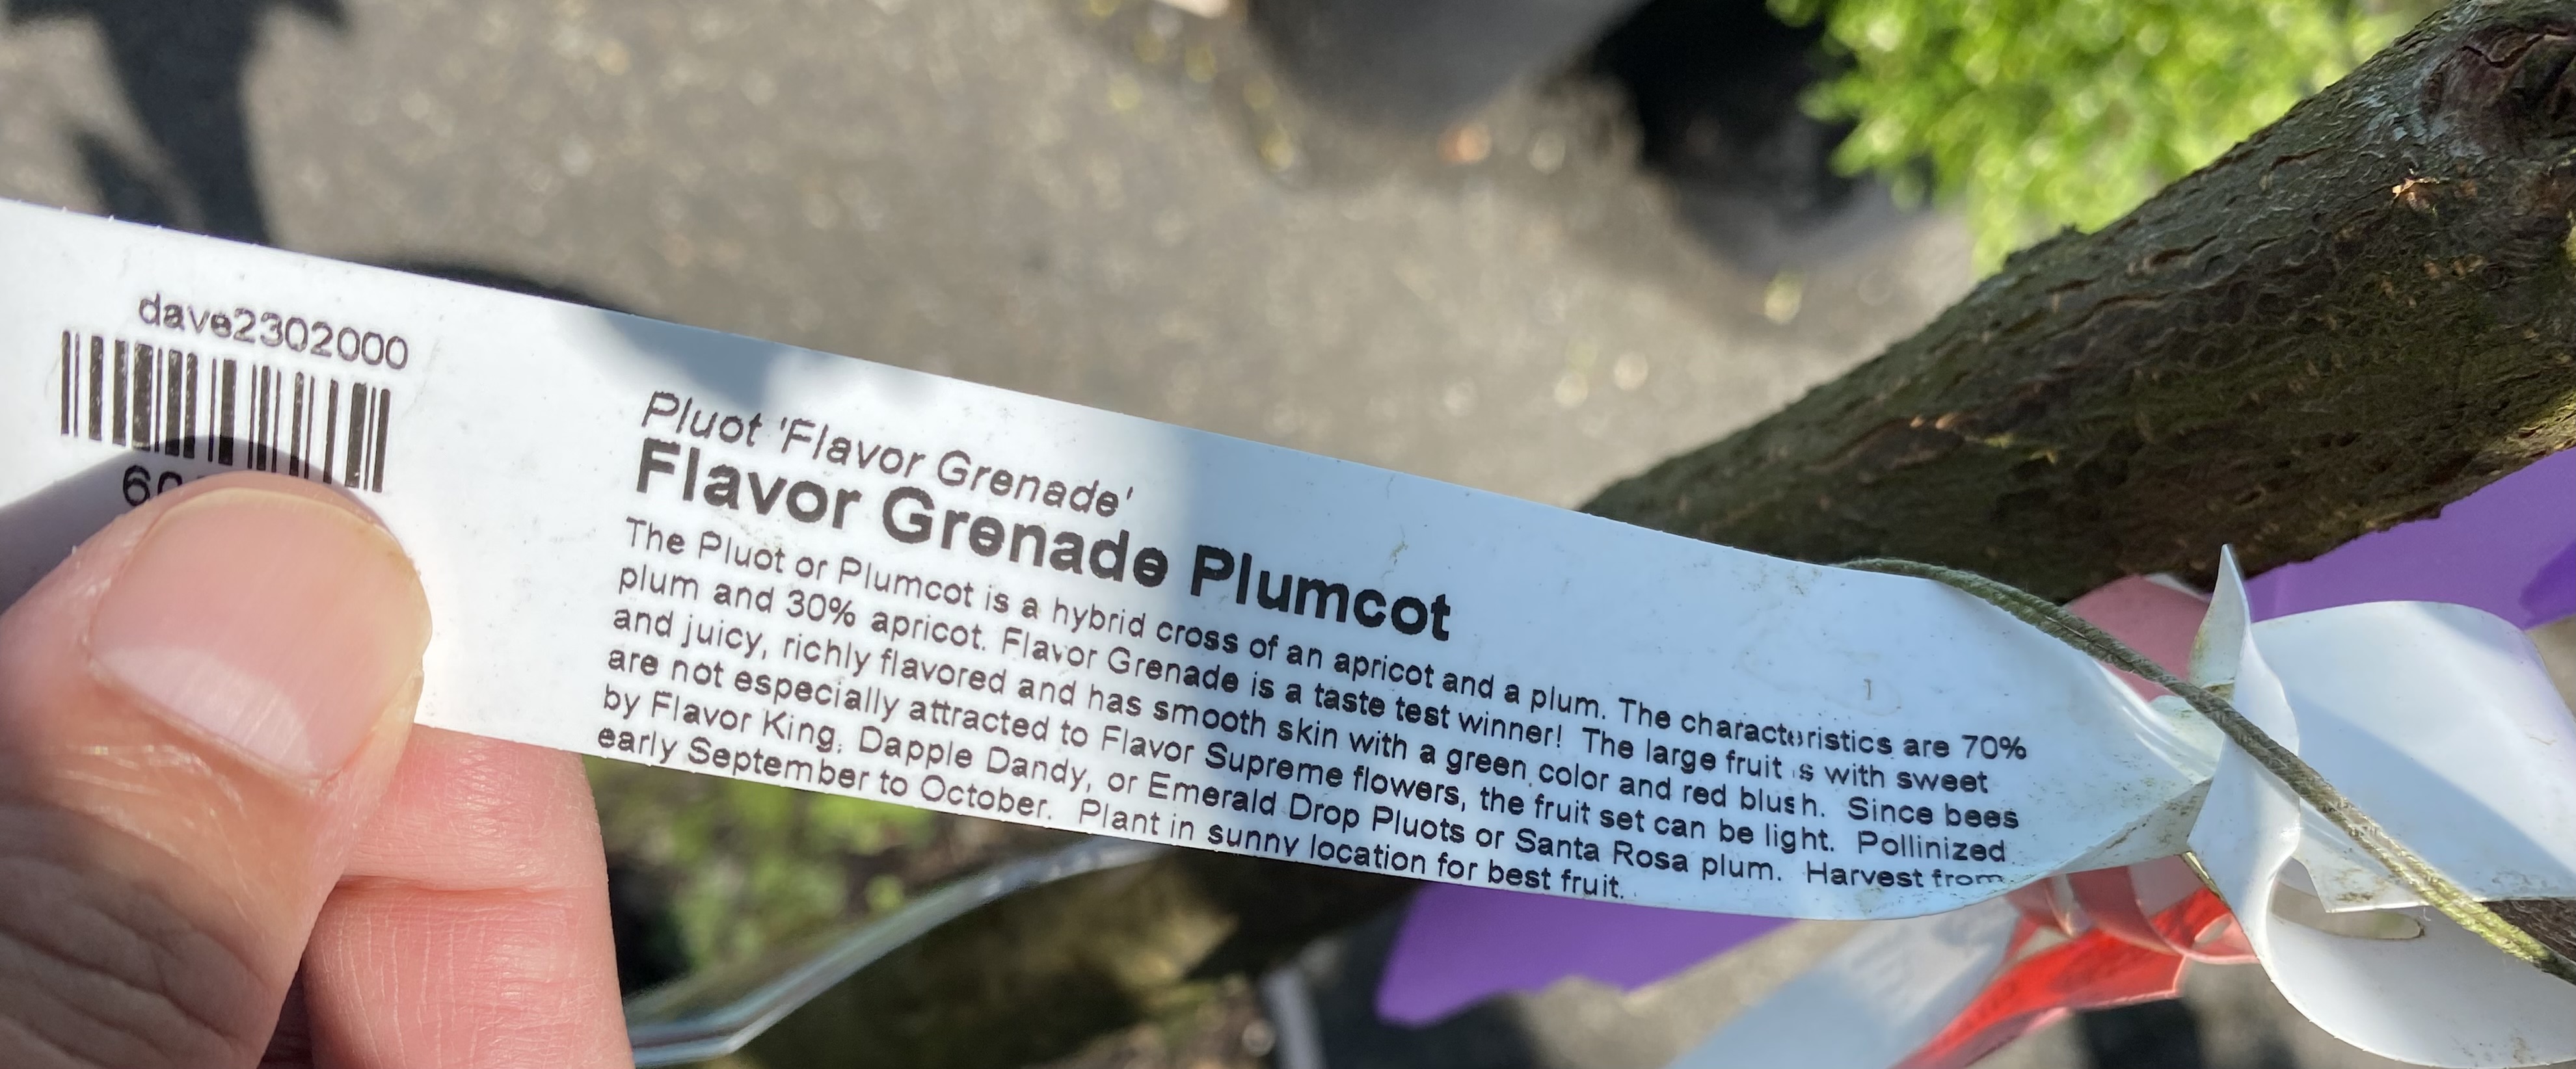 dave2302000
60
Pluot 'Flavor Grenade'
Flavor Grenade Plumcot
The Pluot or Plumcot is a hybrid cross of an apricot and a plum. The characteristics are 70%
plum and 30% apricot. Flavor Grenade is a taste test winner! The large fruit is with sweet
and juicy, richly flavored and has smooth skin with a green color and red blush. Since bees
are not especially attracted to Flavor Supreme flowers, the fruit set can be light. Pollinized
by Flavor King, Dapple Dandy, or Emerald Drop Pluots or Santa Rosa plum. Harvest from
early September to October. Plant in sunny location for best fruit.